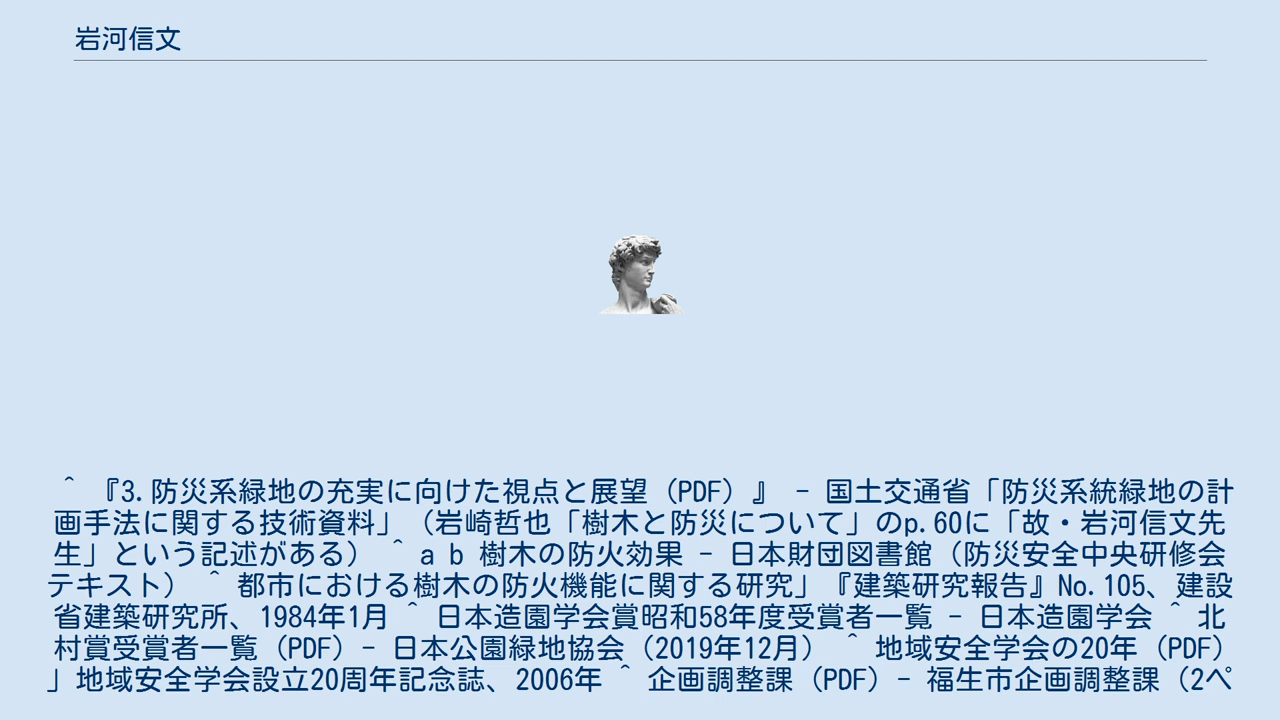 岩河信文
^ 『3.防災系緑地の充実に向けた視点と展望（PDF）』 - 国土交通省「防災系統緑地の計
画手法に関する技術資料」（岩崎哲也「樹木と防災について」のp.60に「故・岩河信文先
生」という記述がある） ^ a b 樹木の防火効果 - 日本財団図書館（防災安全中央研修会
テキスト） ^ 都市における樹木の防火機能に関する研究」『建築研究報告』No.105、建設
省建築研究所、1984年1月 ^ 日本造園学会賞昭和58年度受賞者一覧 - 日本造園学会 ^ 北
村賞受賞者一覧（PDF）- 日本公園緑地協会（2019年12月） ^ 地域安全学会の20年（PDF）
」地域安全学会設立20周年記念誌、2006年 ^ 企画調整課（PDF）- 福生市企画調整課（2ペ